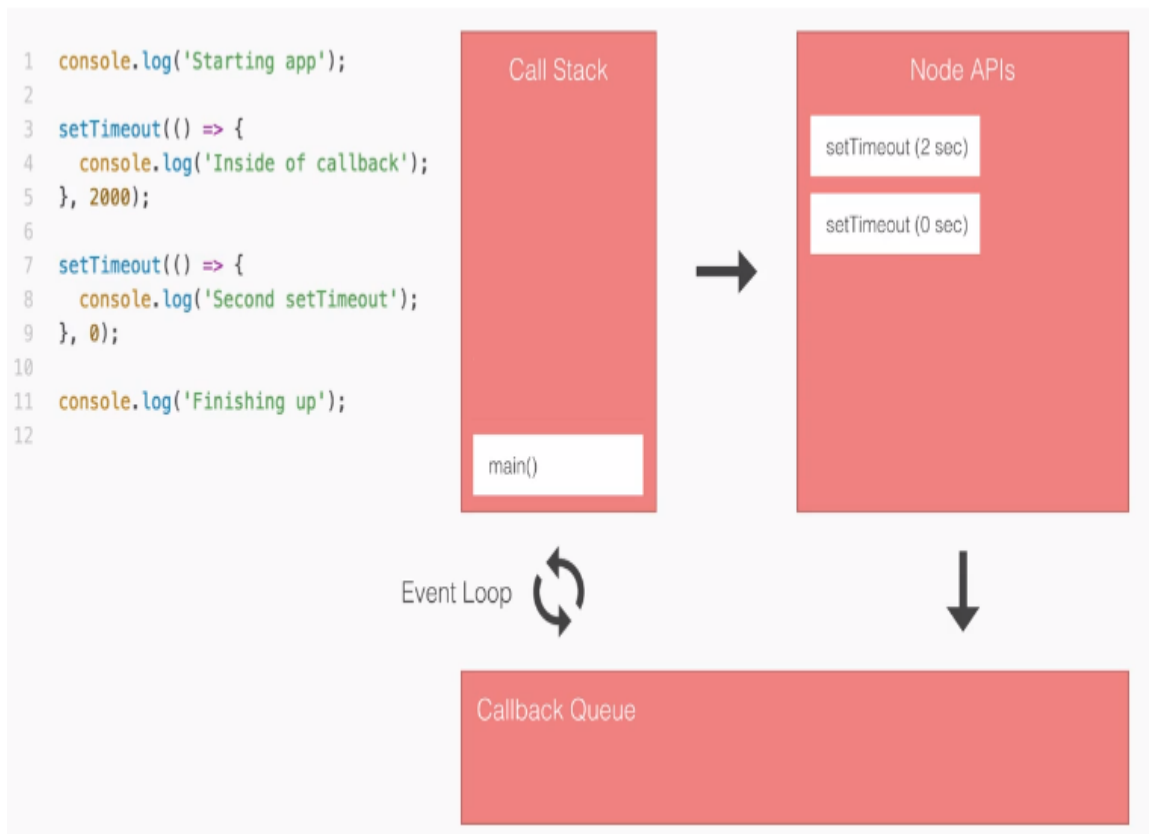 1 console.log('Starting app');
2
3 setTimeout(() => {
4   console.log('Inside of callback');
5 }, 2000);
6
7 setTimeout(() => {
8   console.log('Second setTimeout');
9 }, 0);
10
11 console.log('Finishing up');
12
Call Stack
main()
Node APIs
setTimeout (2 sec)
setTimeout (0 sec)
Event Loop
Callback Queue